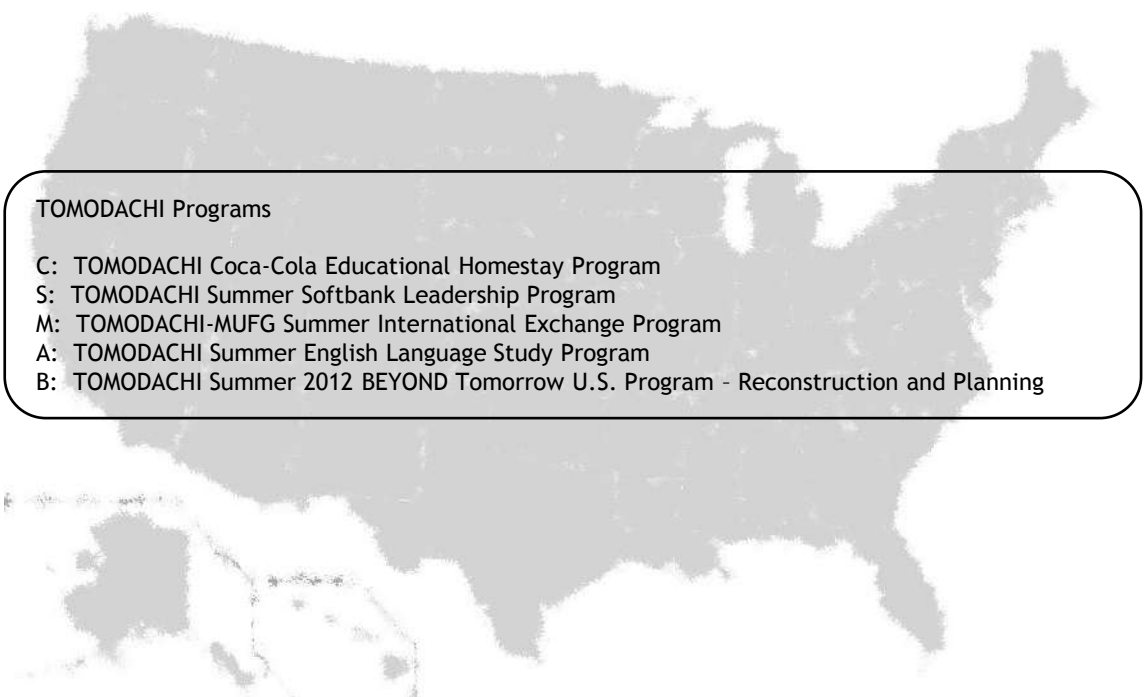 TOMODACHI Programs
C: TOMODACHI Coca-Cola Educational Homestay Program
S: TOMODACHI Summer Softbank Leadership Program
M: TOMODACHI-MUFG Summer International Exchange Program
A: TOMODACHI Summer English Language Study Program
B: TOMODACHI Summer 2012 BEYOND Tomorrow U.S. Program – Reconstruction and Planning